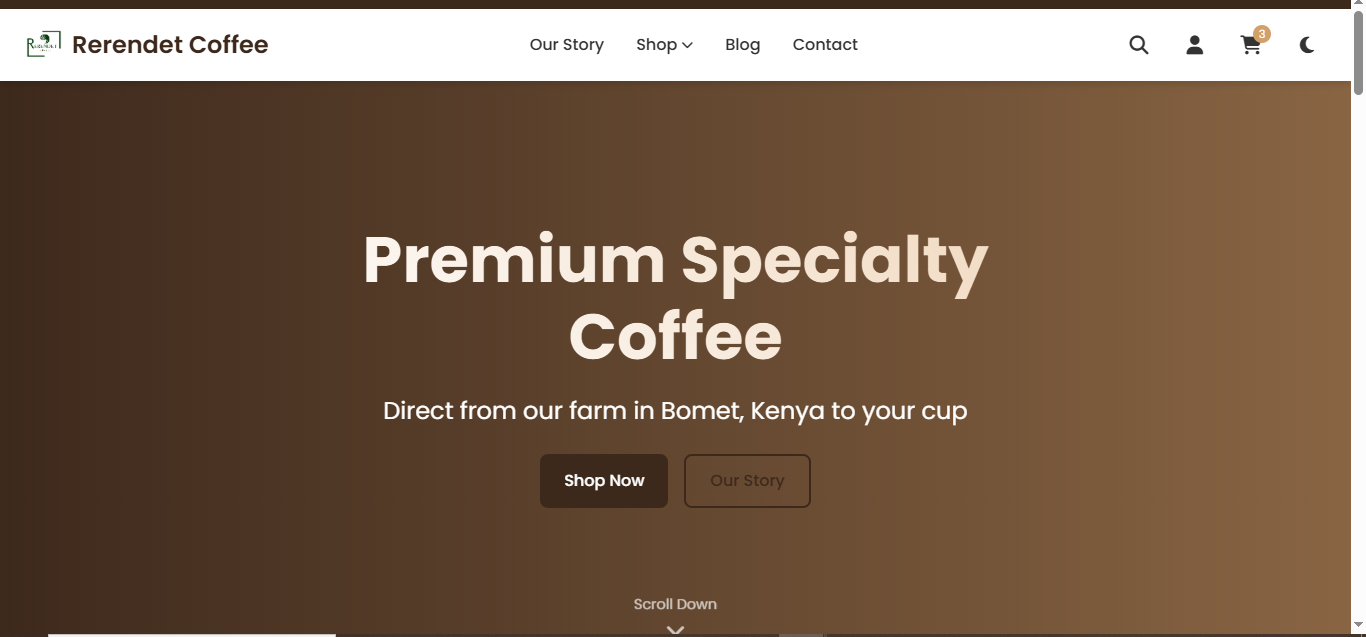 Rerendet Coffee
Our Story
Shop
Blog
Contact
3
Premium Specialty
Coffee
Direct from our farm in Bomet, Kenya to your cup
Shop Now
Our Story
Scroll Down